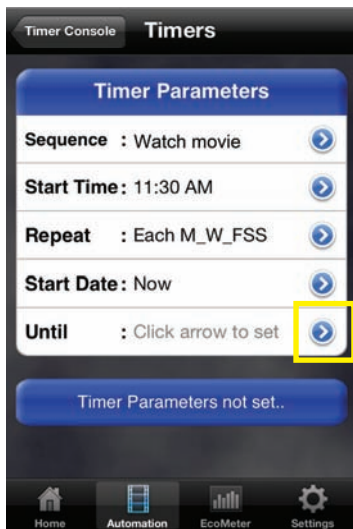 Timer Console Timers
Timer Parameters
Sequence : Watch movie
Start Time: 11:30 AM
Repeat : Each M_W_FSS
Start Date: Now
Until : Click arrow to set
Timer Parameters not set..
Home Automation EcoMeter Settings